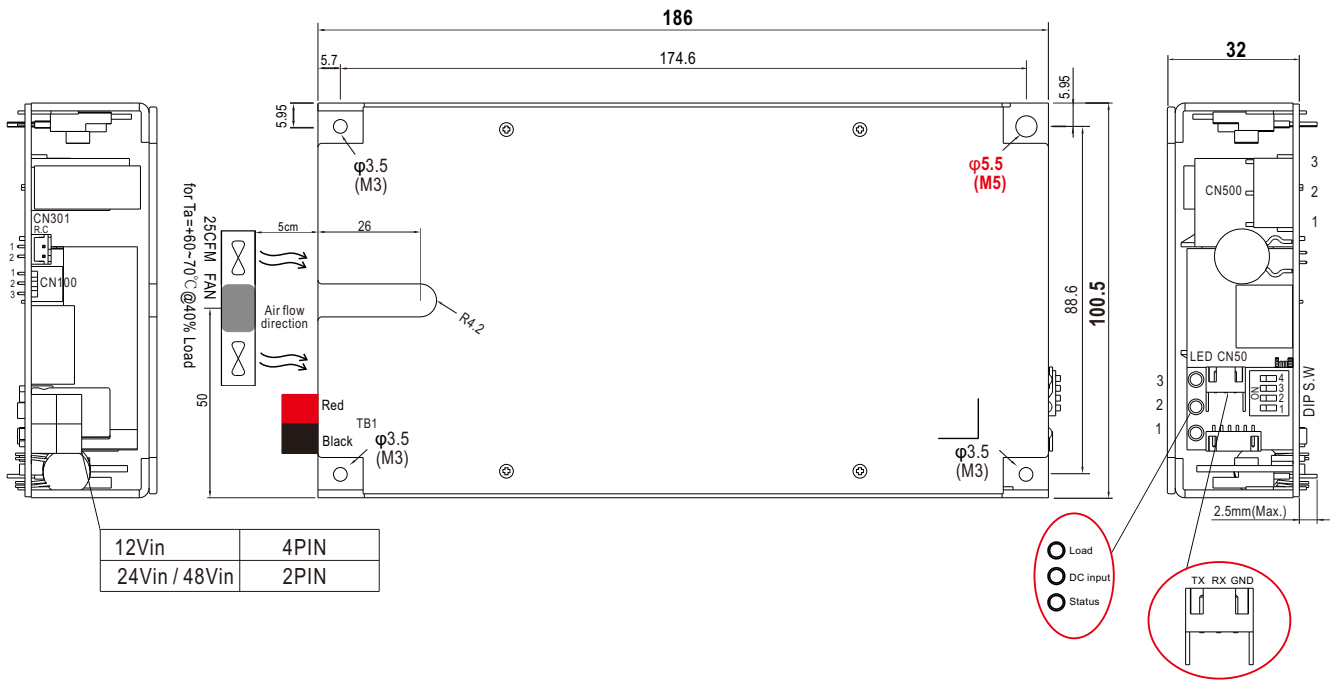 186
174.6
5.7
5.95
5.95
32
φ3.5
(M3)
φ5.5
(M5)
CN301
R.C
1
2
1
2
3
CN100
25CFM FAN
for Ta=+60~70℃@40% Load
5cm
26
Air flow
direction
R4.2
50
88.6
100.5
Red
Black
TB1
φ3.5
(M3)
φ3.5
(M3)
CN500
3
2
1
LED CN50
3
2
1
ON
4
3
2
1
DIP S.W
2.5mm(Max.)
12Vin 4PIN
24Vin / 48Vin 2PIN
Load
DC input
Status
TX RX GND